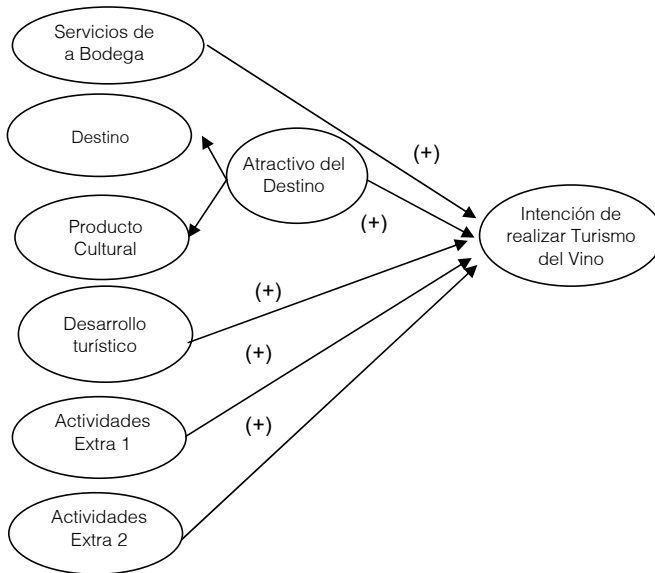 Servicios de
a Bodega
Destino
(+)
Atractivo del
Destino
Intención de
realizar Turismo
del Vino
(+)
Producto
Cultural
(+)
Desarrollo
turístico
(+)
Actividades
Extra 1
(+)
Actividades
Extra 2